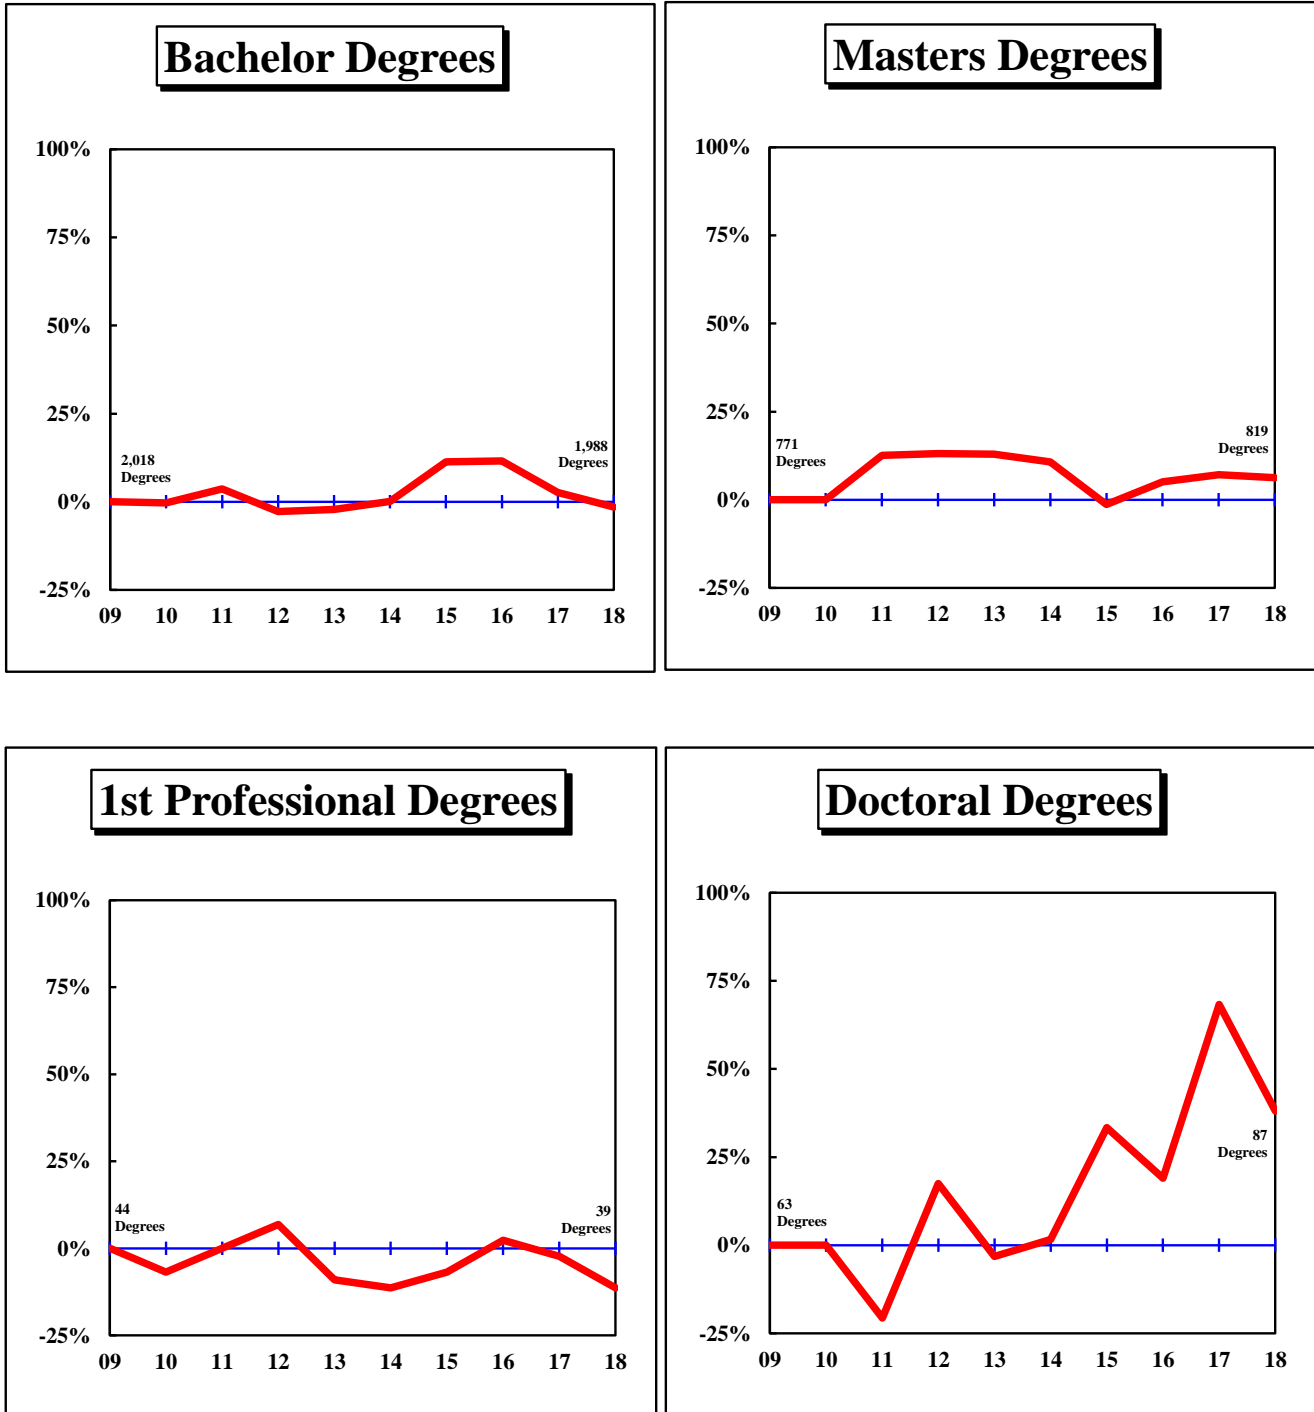 Bachelor Degrees
100%
75%
50%
25%
0%
-25%
2,018
Degrees
1,988
Degrees
09 10 11 12 13 14 15 16 17 18
Masters Degrees
100%
75%
50%
25%
0%
-25%
771
Degrees
819
Degrees
09 10 11 12 13 14 15 16 17 18
1st Professional Degrees
100%
75%
50%
25%
0%
-25%
44
Degrees
39
Degrees
09 10 11 12 13 14 15 16 17 18
Doctoral Degrees
100%
75%
50%
25%
0%
-25%
63
Degrees
87
Degrees
09 10 11 12 13 14 15 16 17 18